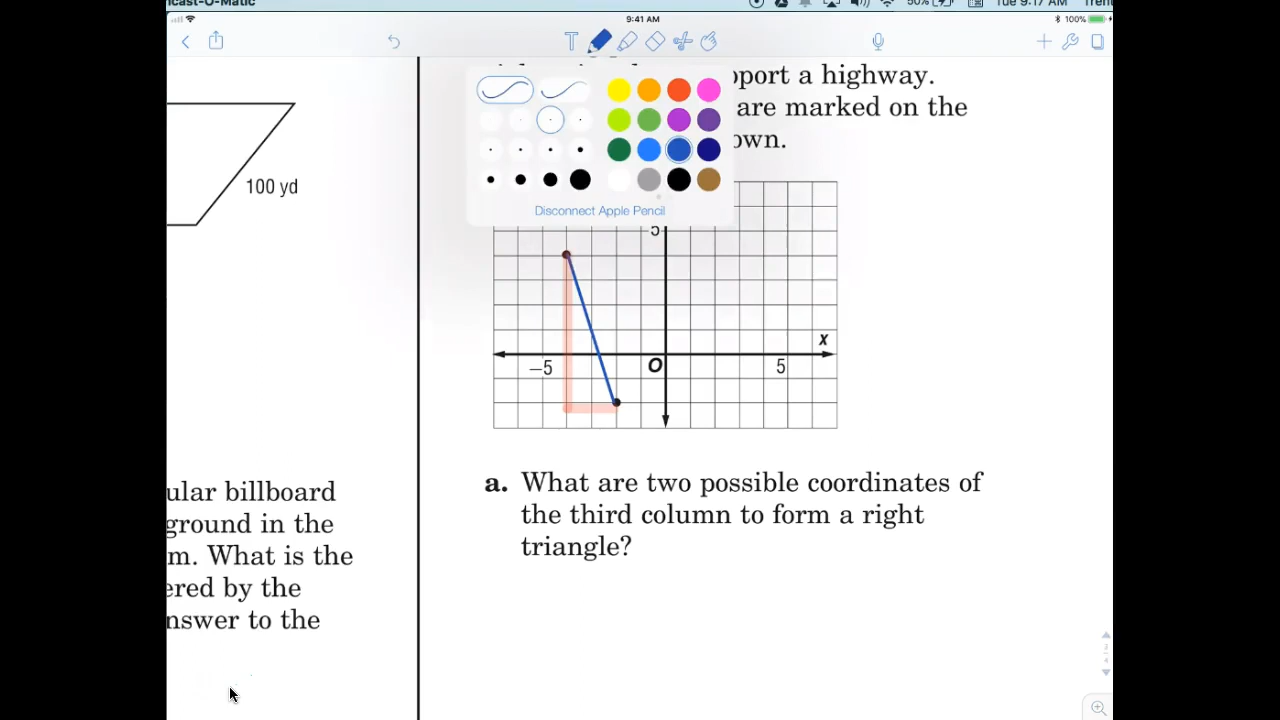 9:41 AM
100%
Tue 9:17 AM
50%
T
pport a highway.
are marked on the
own.
Disconnect Apple Pencil
100 yd
5
x
–5
O
5
a. What are two possible coordinates of
the third column to form a right
triangle?
ular billboard
ground in the
m. What is the
ered by the
nswer to the